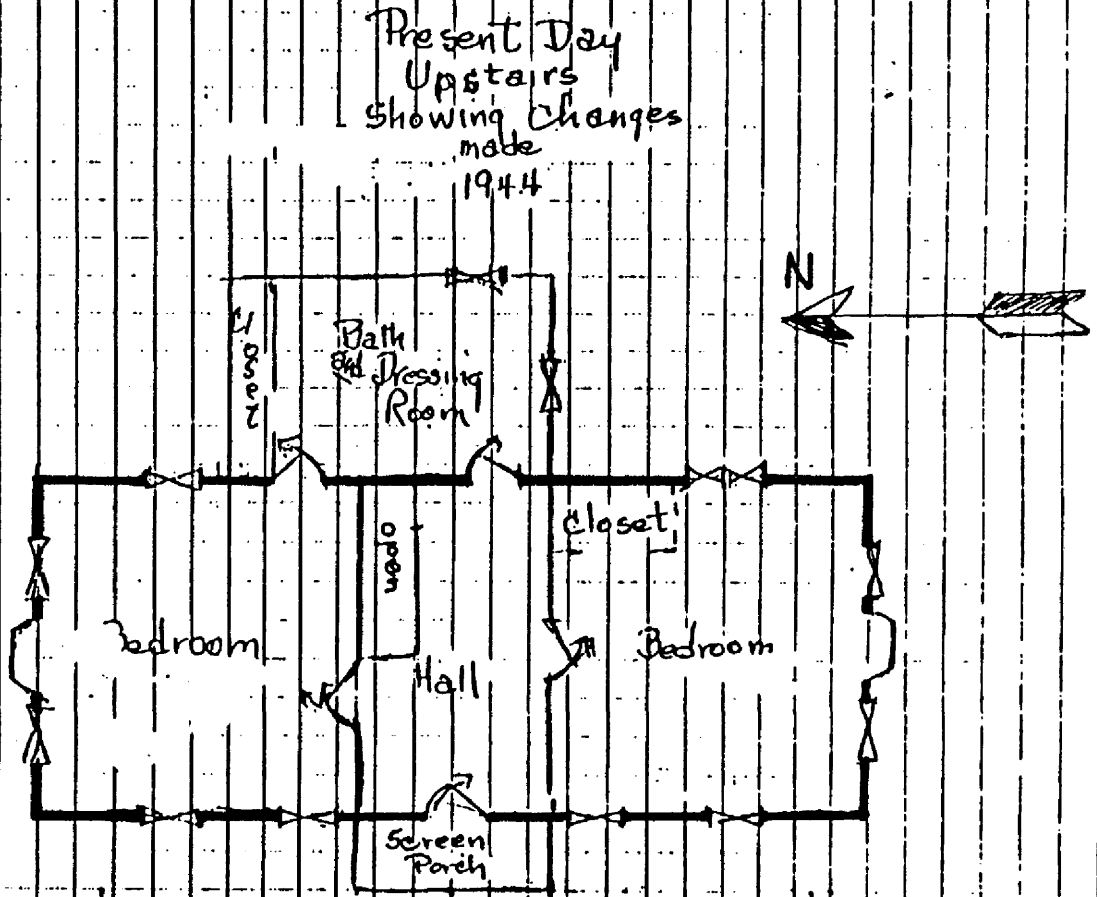 Present Day
Upstairs
Showing Changes
made
1944
N
Closet
Bath
and Dressing
Room
open
Closet
Bedroom
Hall
Bedroom
Screen
Porch